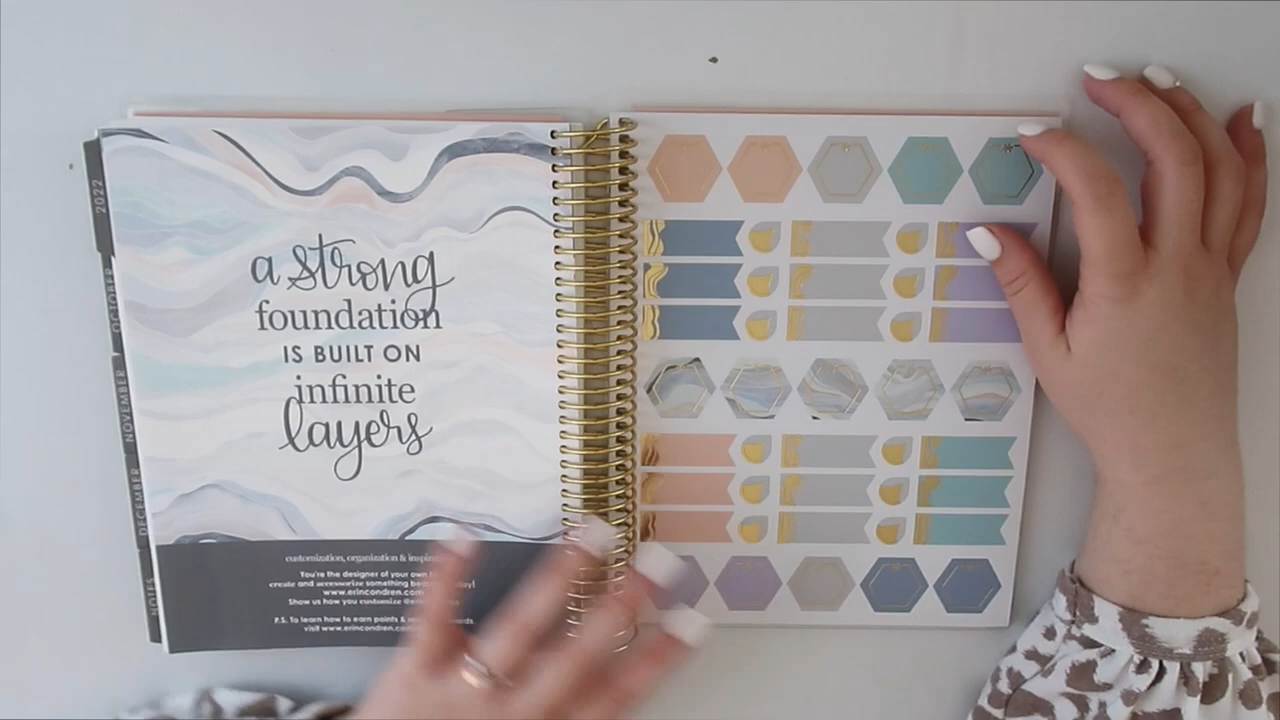 2022
OCTOBER
NOVEMBER
DECEMBER
NOTES
a strong
foundation
IS BUILT ON
infinite
layers
customization, organization &
You're the designer of your own
create and accessorize something
www.erincondren.com
Show us how you customize
P.S. To learn how to earn points &
visit www.erincondren.com